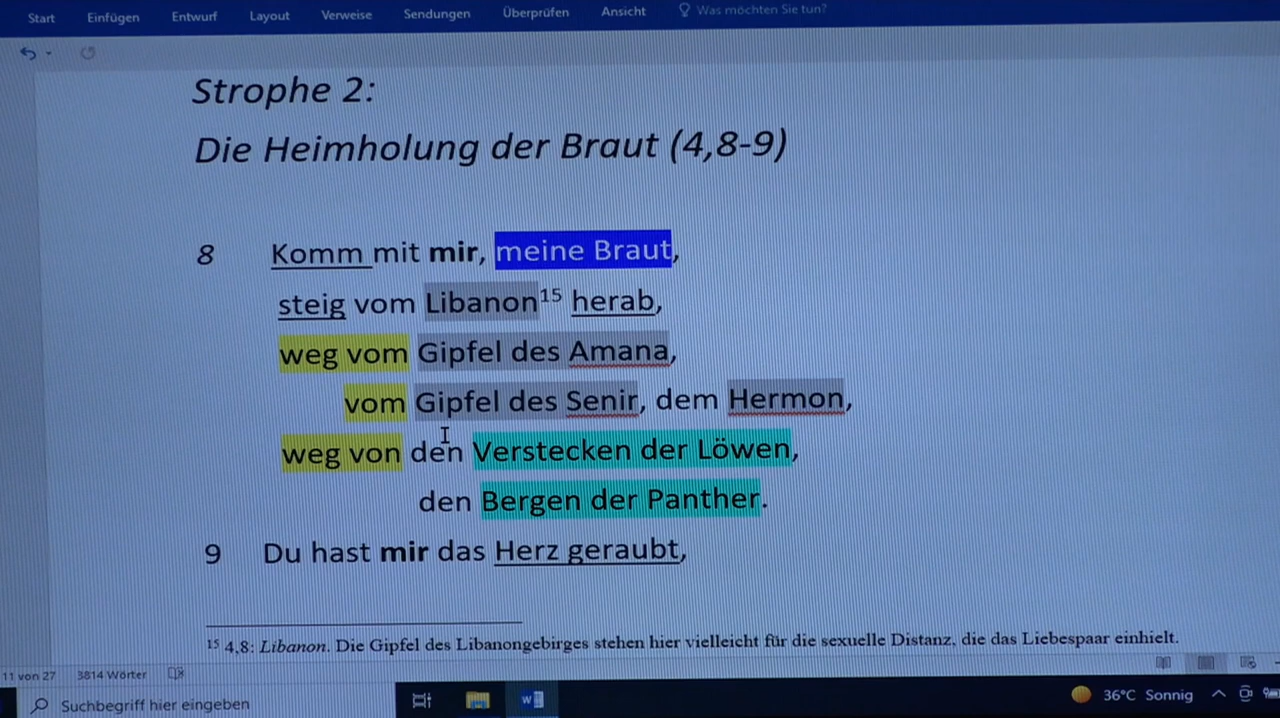 Start Einfügen Entwurf Layout Verweise Sendungen Überprüfen Ansicht Was möchten Sie tun?
Strophe 2:
Die Heimholung der Braut (4,8-9)
8 Komm mit mir, meine Braut,
steig vom Libanon¹⁵ herab,
weg vom Gipfel des Amana,
vom Gipfel des Senir, dem Hermon,
weg von den Verstecken der Löwen,
den Bergen der Panther.
9 Du hast mir das Herz geraubt,
¹⁵ 4,8: Libanon. Die Gipfel des Libanongebirges stehen hier vielleicht für die sexuelle Distanz, die das Liebespaar einhielt.
11 von 27 3814 Wörter
Suchbegriff hier eingeben
36°C Sonnig